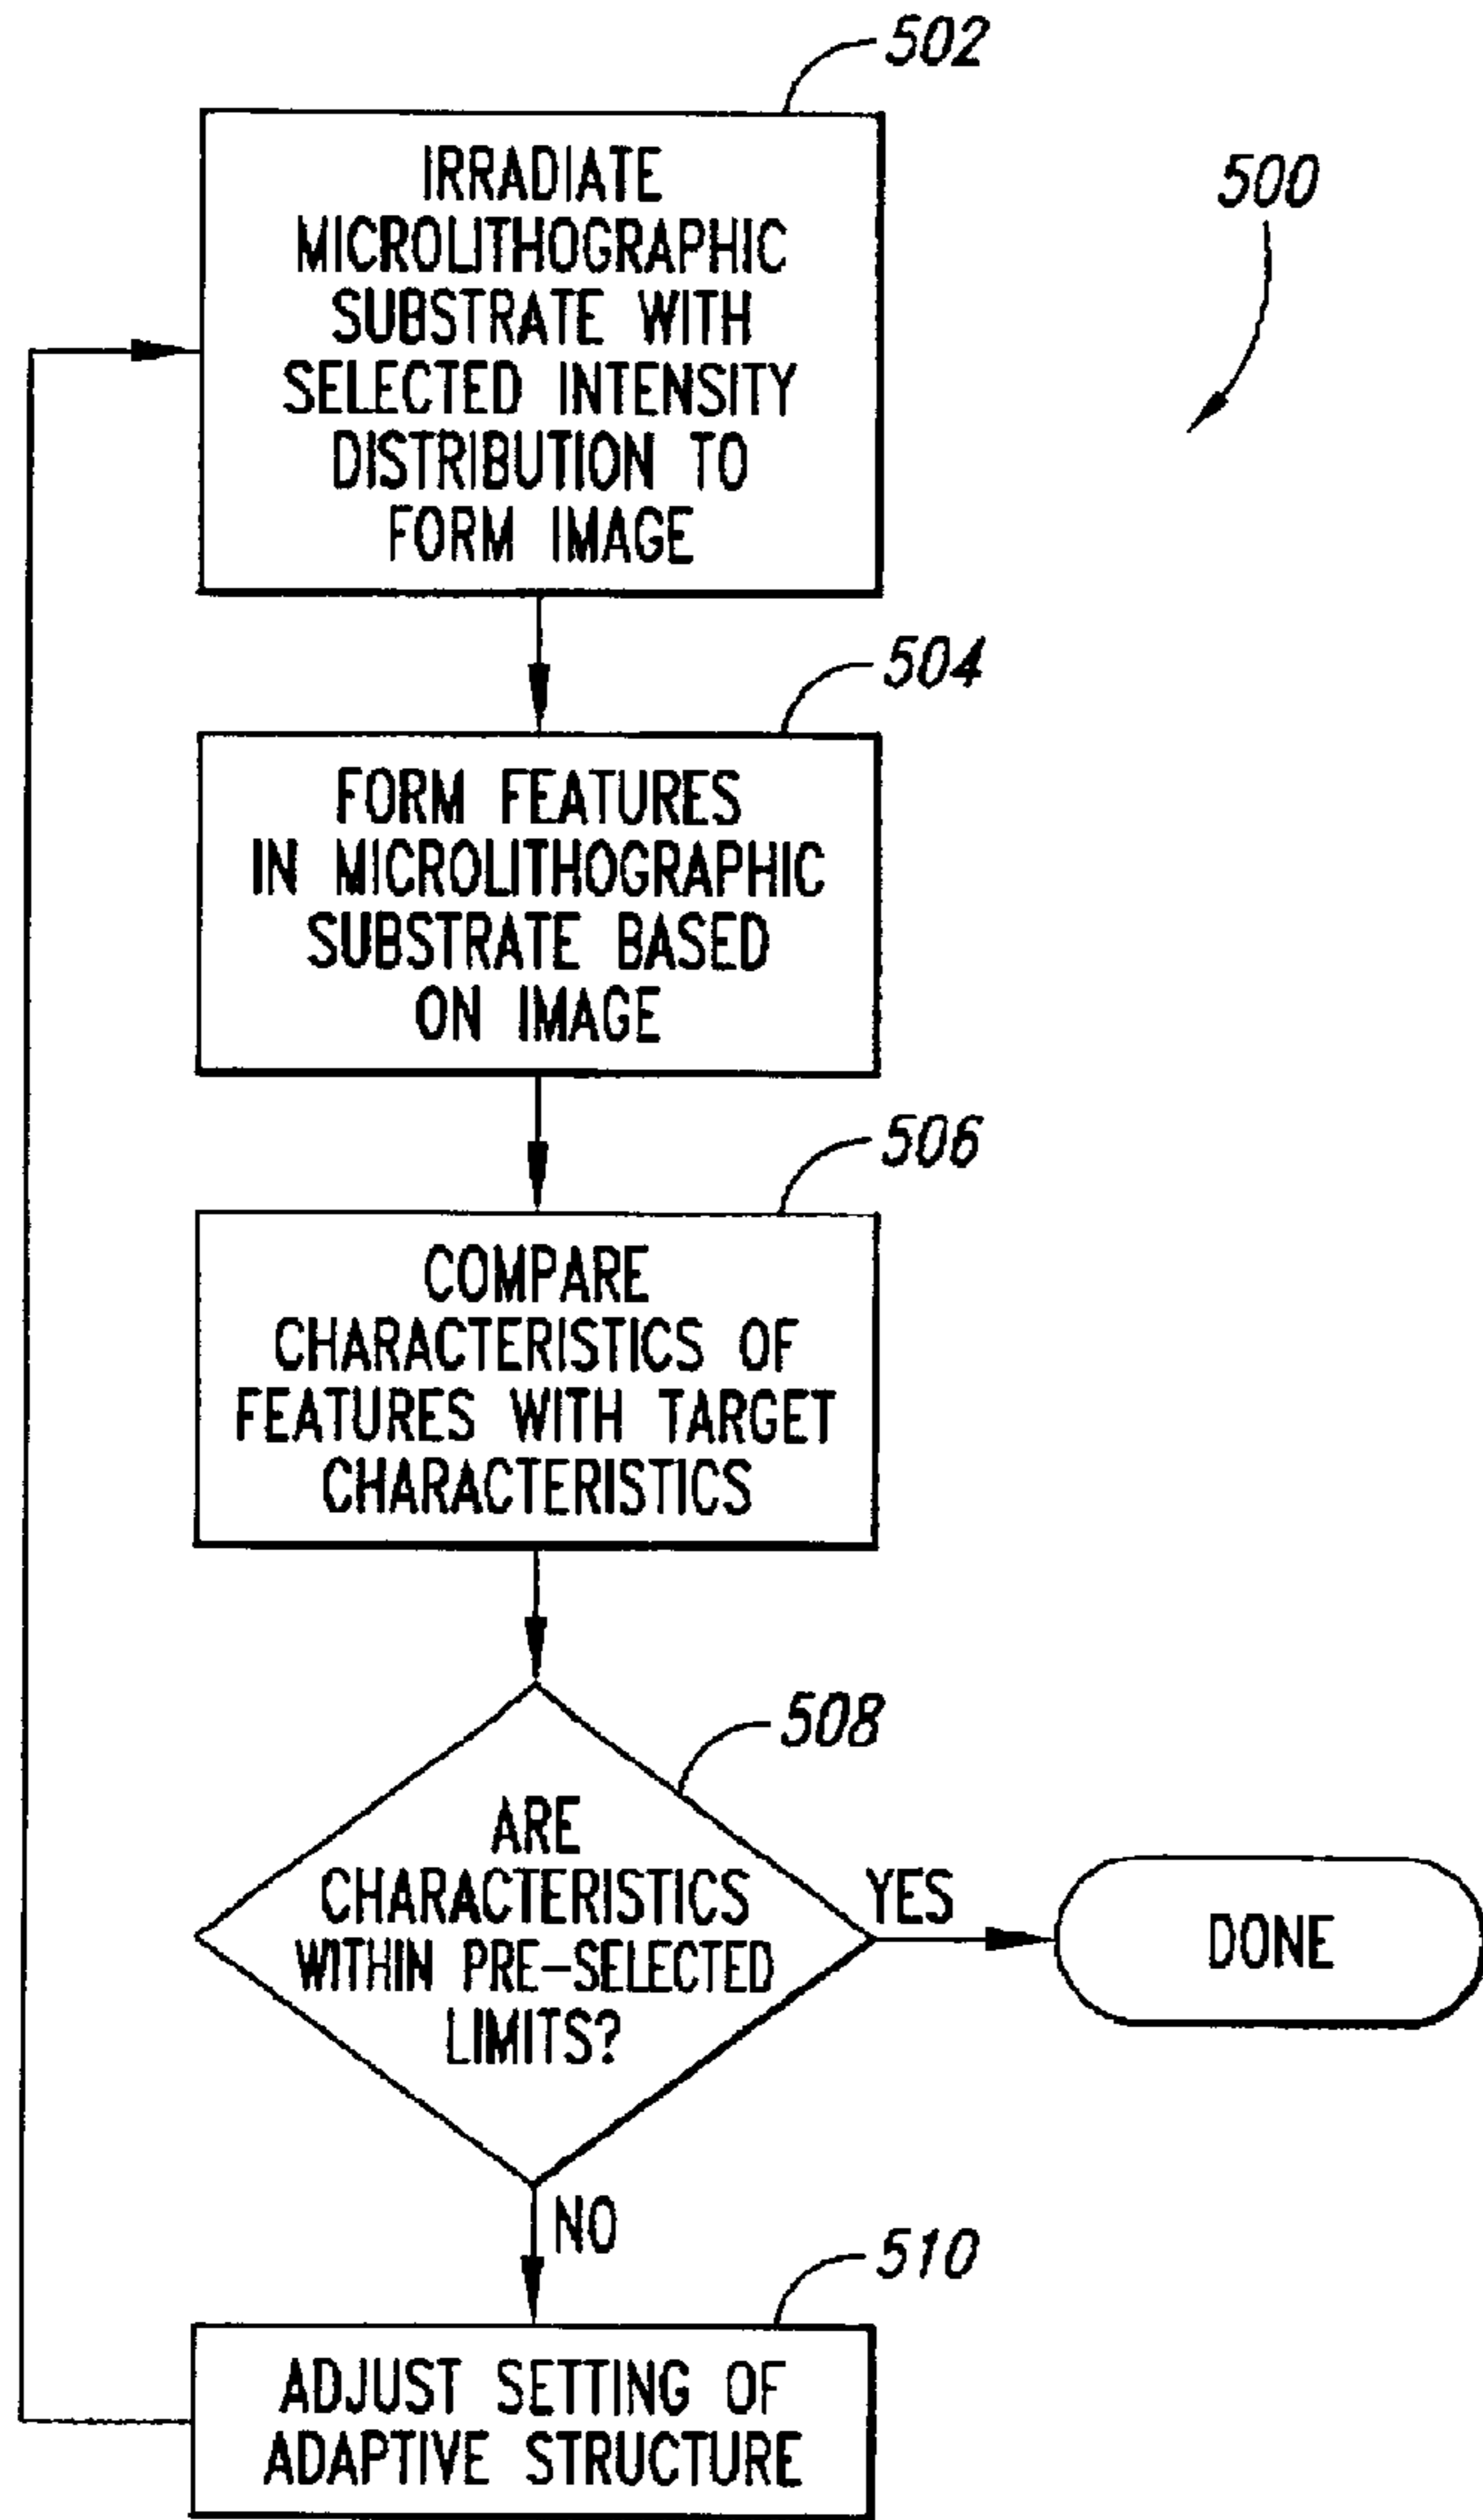 502
500
IRRADIATE
MICROLITHOGRAPHIC
SUBSTRATE WITH
SELECTED INTENSITY
DISTRIBUTION TO
FORM IMAGE
504
FORM FEATURES
IN MICROLITHOGRAPHIC
SUBSTRATE BASED
ON IMAGE
506
COMPARE
CHARACTERISTICS OF
FEATURES WITH TARGET
CHARACTERISTICS
508
ARE
CHARACTERISTICS
WITHIN PRE-SELECTED
LIMITS?
YES
DONE
NO
510
ADJUST SETTING OF
ADAPTIVE STRUCTURE